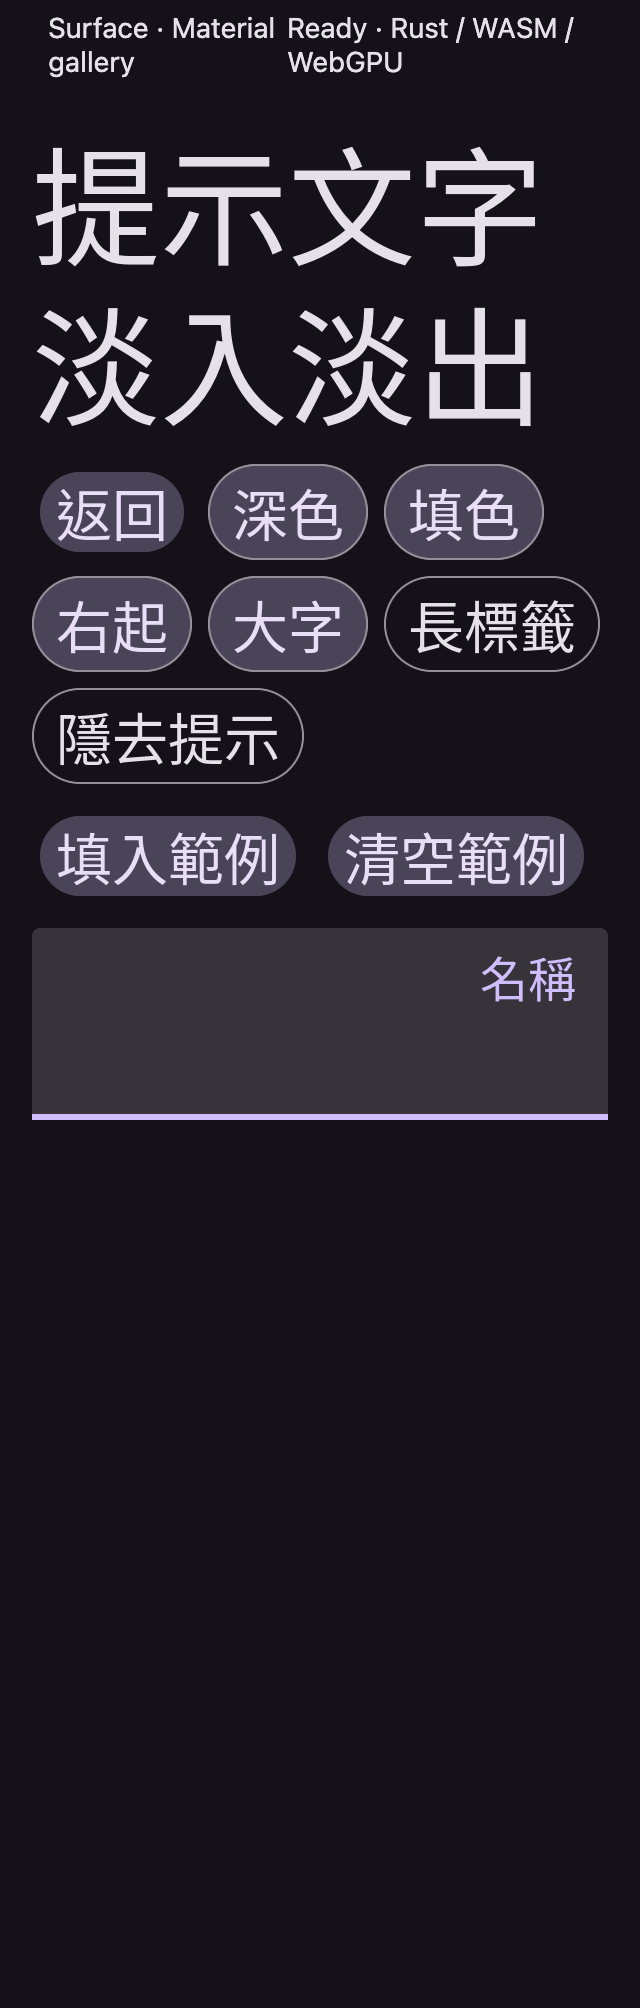 Surface · Material gallery
Ready · Rust / WASM / WebGPU
提示文字
淡入淡出
返回 深色 填色
右起 大字 長標籤
隱去提示
填入範例 清空範例
名稱